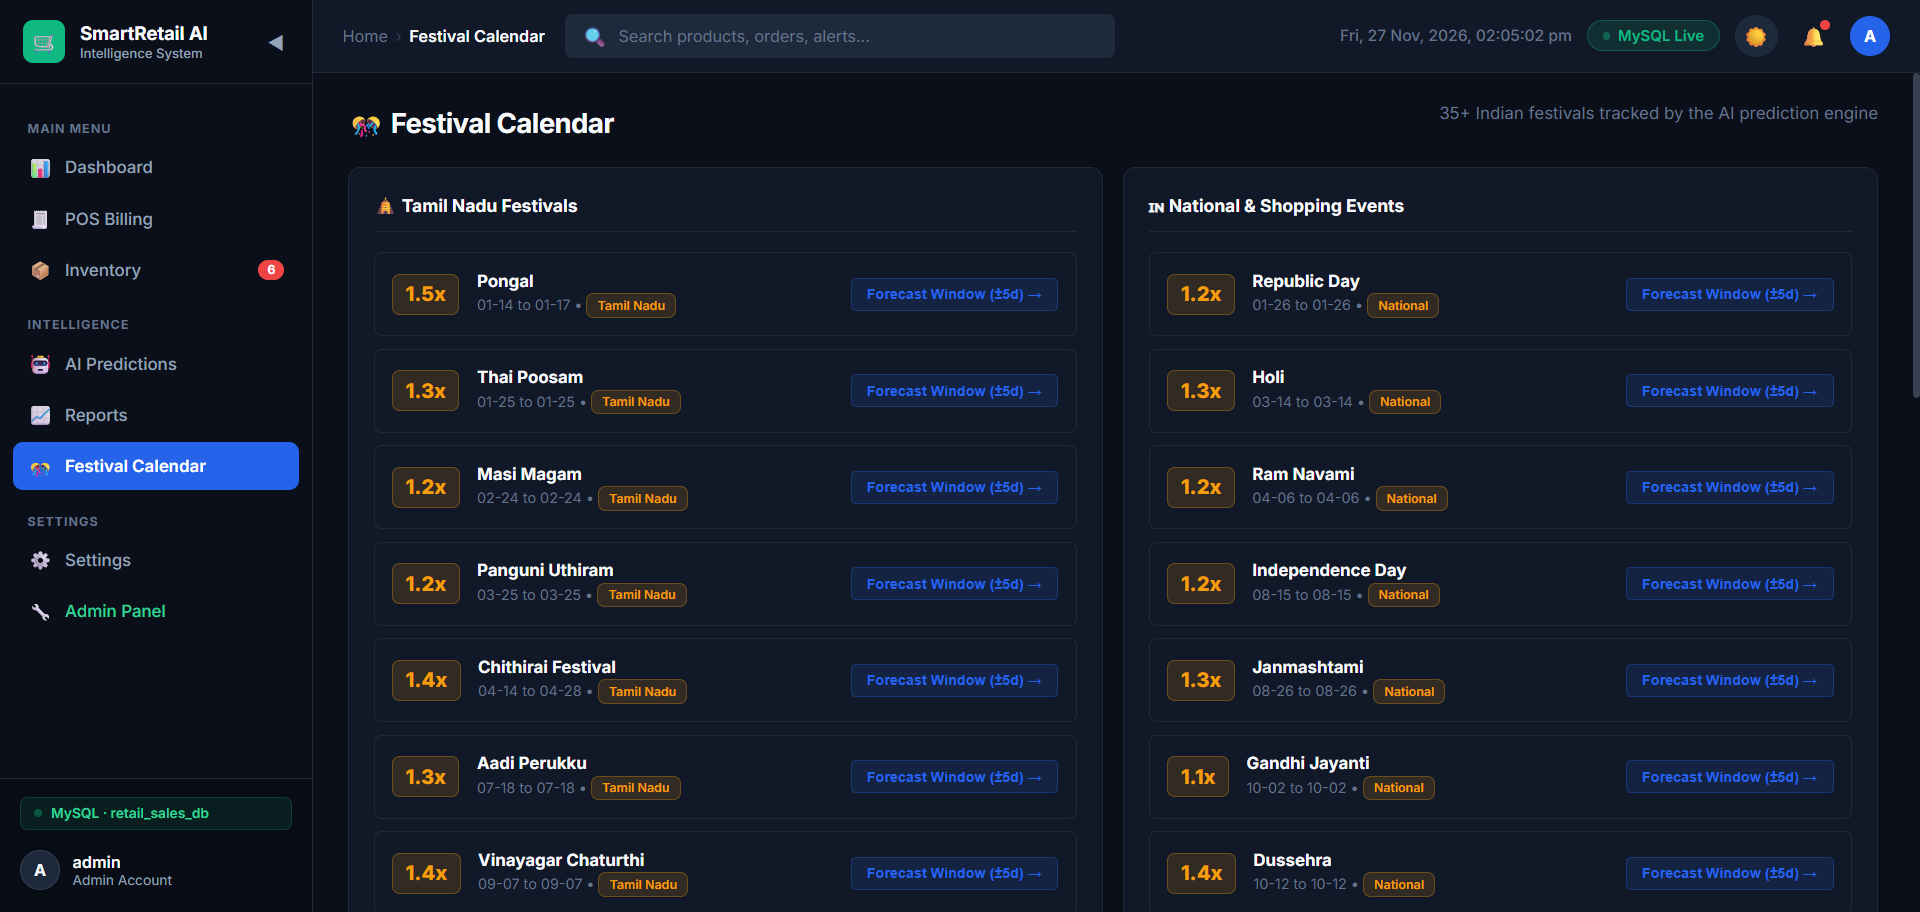 SmartRetail AI
Intelligence System
Home › Festival Calendar
Search products, orders, alerts...
Fri, 27 Nov, 2026, 02:05:02 pm
MySQL Live
A
MAIN MENU
Dashboard
POS Billing
Inventory 6
INTELLIGENCE
AI Predictions
Reports
Festival Calendar
SETTINGS
Settings
Admin Panel
MySQL · retail_sales_db
A
admin
Admin Account
Festival Calendar
35+ Indian festivals tracked by the AI prediction engine
Tamil Nadu Festivals
1.5x
Pongal
01-14 to 01-17 • Tamil Nadu
Forecast Window (±5d) →
1.3x
Thai Poosam
01-25 to 01-25 • Tamil Nadu
Forecast Window (±5d) →
1.2x
Masi Magam
02-24 to 02-24 • Tamil Nadu
Forecast Window (±5d) →
1.2x
Panguni Uthiram
03-25 to 03-25 • Tamil Nadu
Forecast Window (±5d) →
1.4x
Chithirai Festival
04-14 to 04-28 • Tamil Nadu
Forecast Window (±5d) →
1.3x
Aadi Perukku
07-18 to 07-18 • Tamil Nadu
Forecast Window (±5d) →
1.4x
Vinayagar Chaturthi
09-07 to 09-07 • Tamil Nadu
Forecast Window (±5d) →
IN National & Shopping Events
1.2x
Republic Day
01-26 to 01-26 • National
Forecast Window (±5d) →
1.3x
Holi
03-14 to 03-14 • National
Forecast Window (±5d) →
1.2x
Ram Navami
04-06 to 04-06 • National
Forecast Window (±5d) →
1.2x
Independence Day
08-15 to 08-15 • National
Forecast Window (±5d) →
1.3x
Janmashtami
08-26 to 08-26 • National
Forecast Window (±5d) →
1.1x
Gandhi Jayanti
10-02 to 10-02 • National
Forecast Window (±5d) →
1.4x
Dussehra
10-12 to 10-12 • National
Forecast Window (±5d) →